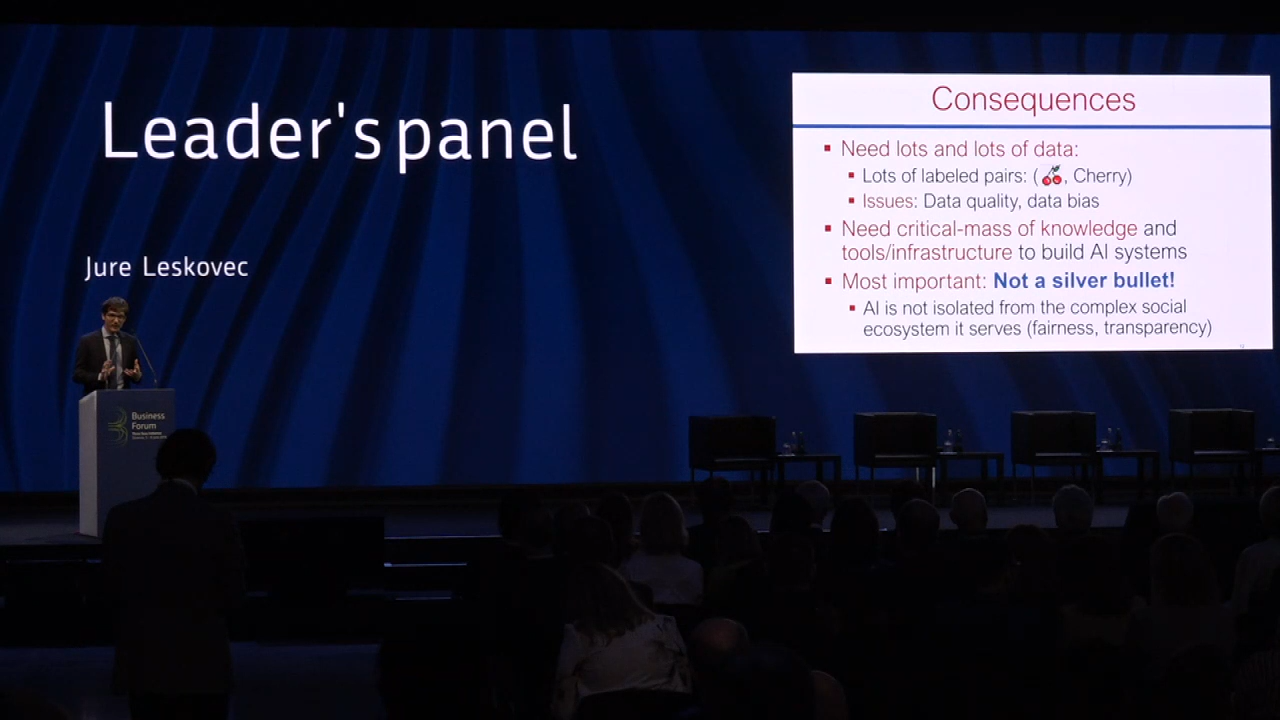 Leader's panel
Jure Leskovec
Consequences
Need lots and lots of data:
Lots of labeled pairs: (🍒, Cherry)
Issues: Data quality, data bias
Need critical-mass of knowledge and
tools/infrastructure to build AI systems
Most important: Not a silver bullet!
AI is not isolated from the complex social
ecosystem it serves (fairness, transparency)
Business
Forum